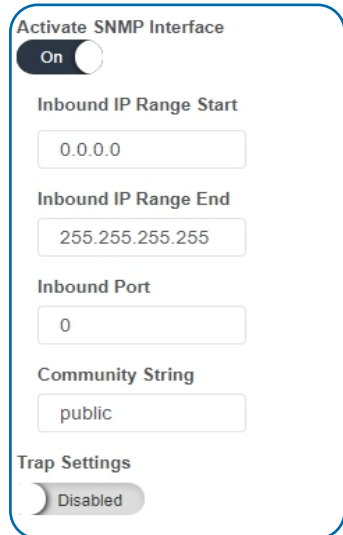 Activate SNMP Interface
On
Inbound IP Range Start
0.0.0.0
Inbound IP Range End
255.255.255.255
Inbound Port
0
Community String
public
Trap Settings
Disabled